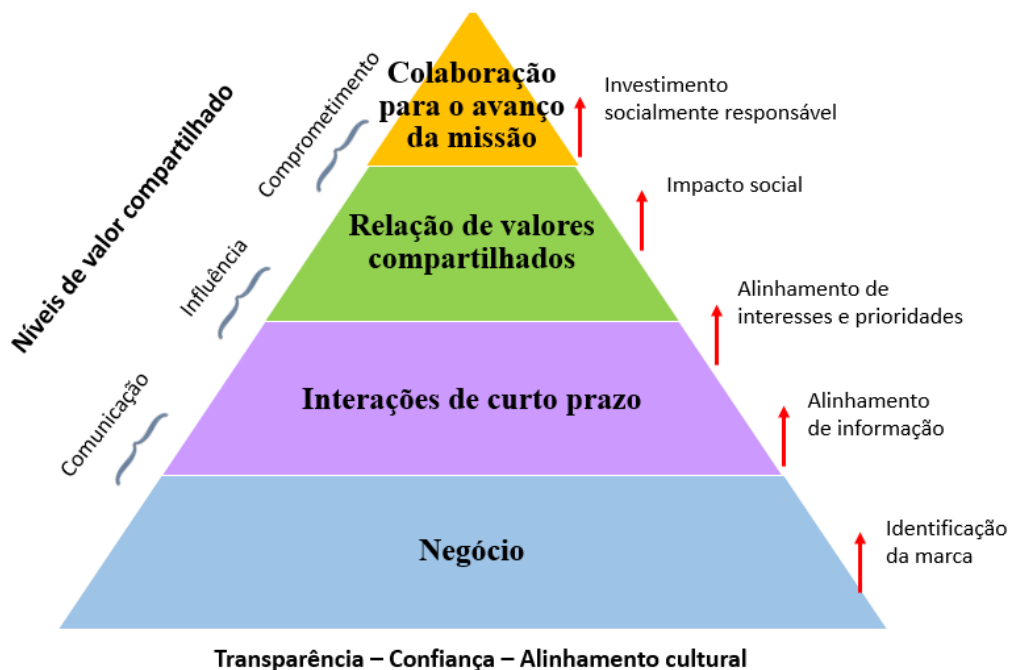 Níveis de valor compartilhado
Comprometimento
Influência
Comunicação
Colaboração
para o avanço
da missão
Relação de valores
compartilhados
Interações de curto prazo
Negócio
Investimento
socialmente responsável
Impacto social
Alinhamento de
interesses e prioridades
Alinhamento
de informação
Identificação
da marca
Transparência – Confiança – Alinhamento cultural